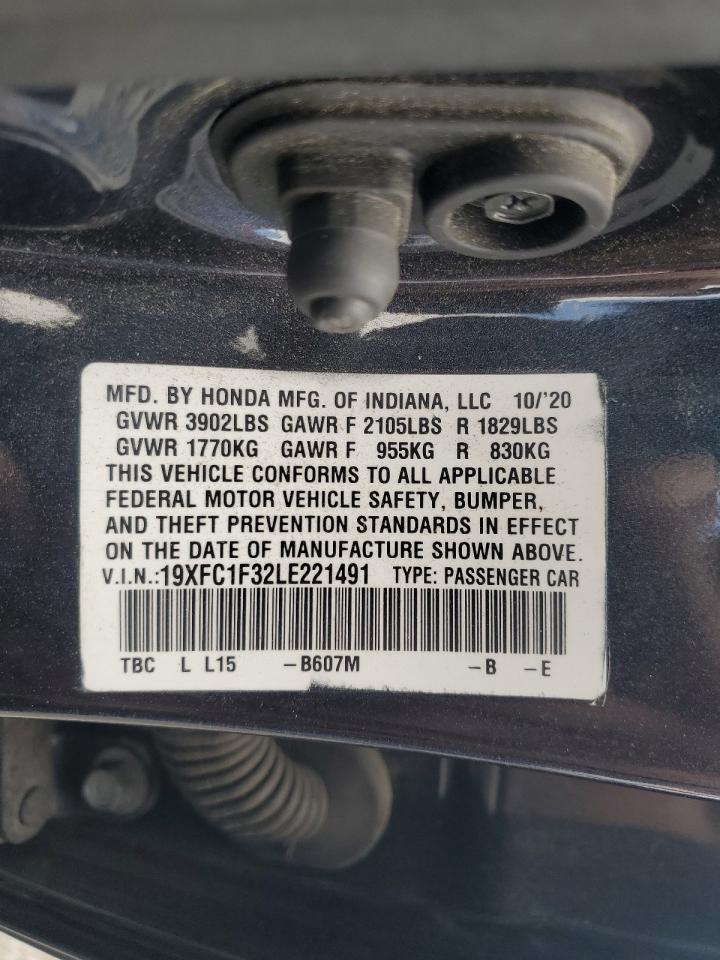 MFD. BY HONDA MFG. OF INDIANA, LLC 10/'20
GVWR 3902LBS GAWR F 2105LBS R 1829LBS
GVWR 1770KG GAWR F 955KG R 830KG
THIS VEHICLE CONFORMS TO ALL APPLICABLE
FEDERAL MOTOR VEHICLE SAFETY, BUMPER,
AND THEFT PREVENTION STANDARDS IN EFFECT
ON THE DATE OF MANUFACTURE SHOWN ABOVE.
V.I.N.:19XFC1F32LE221491 TYPE: PASSENGER CAR
TBC L L15 -B607M -B -E